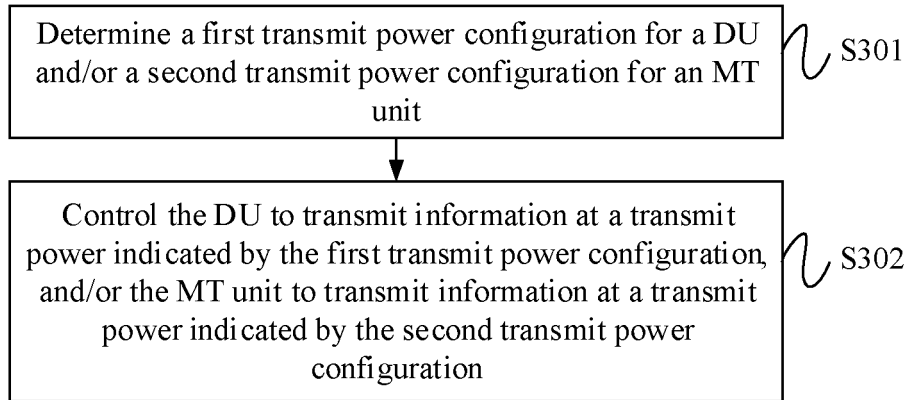 Determine a first transmit power configuration for a DU
and/or a second transmit power configuration for an MT
unit
S301
Control the DU to transmit information at a transmit
power indicated by the first transmit power configuration,
and/or the MT unit to transmit information at a transmit
power indicated by the second transmit power
configuration
S302